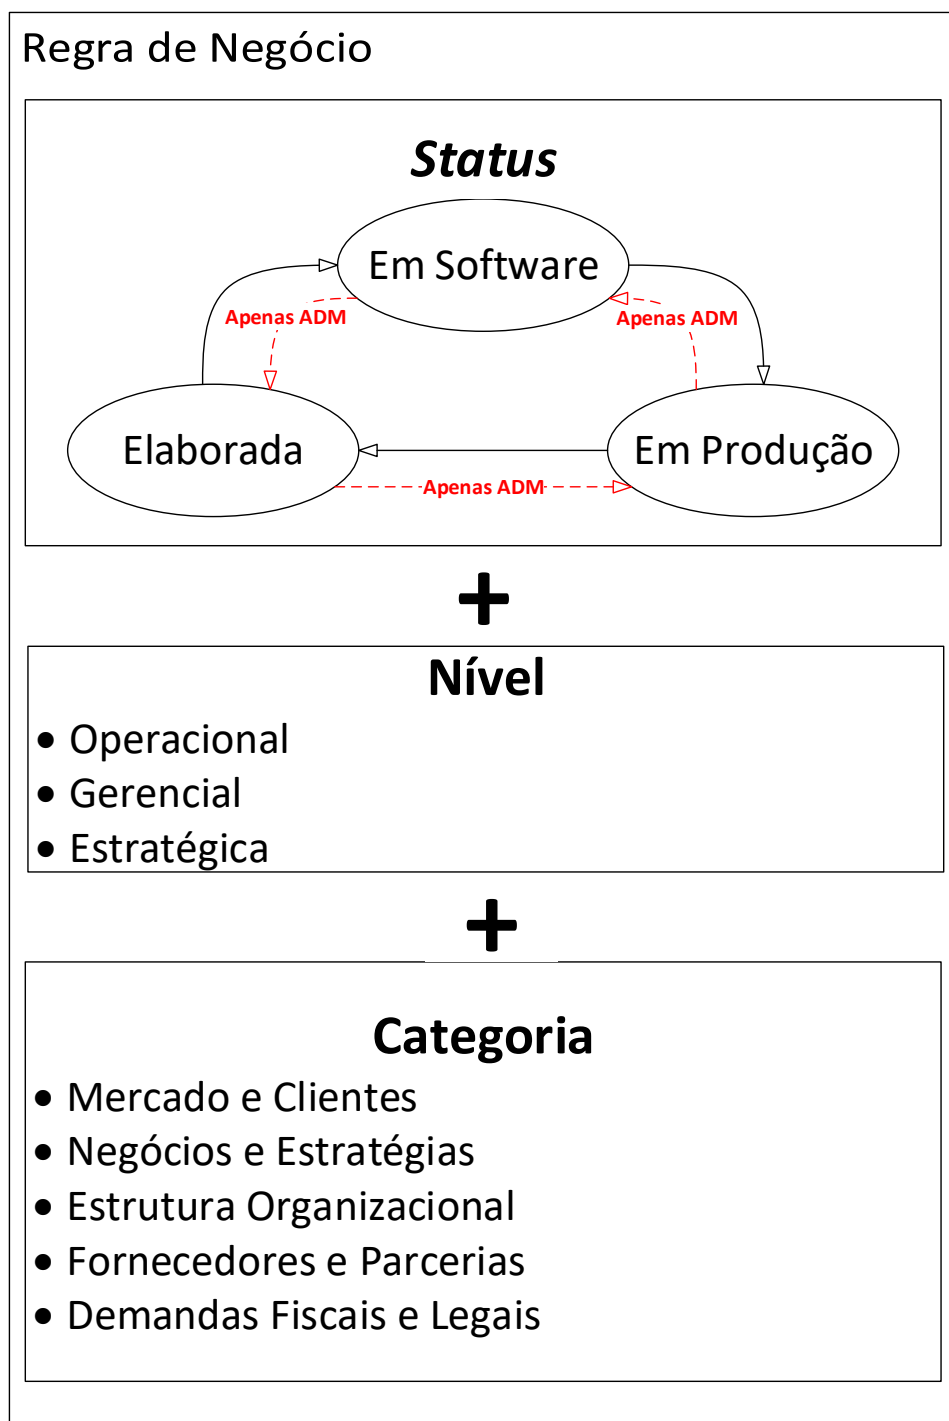 Regra de Negócio
Status
Em Software
Apenas ADM
Apenas ADM
Elaborada
Em Produção
Apenas ADM
+
Nível
• Operacional
• Gerencial
• Estratégica
+
Categoria
• Mercado e Clientes
• Negócios e Estratégias
• Estrutura Organizacional
• Fornecedores e Parcerias
• Demandas Fiscais e Legais